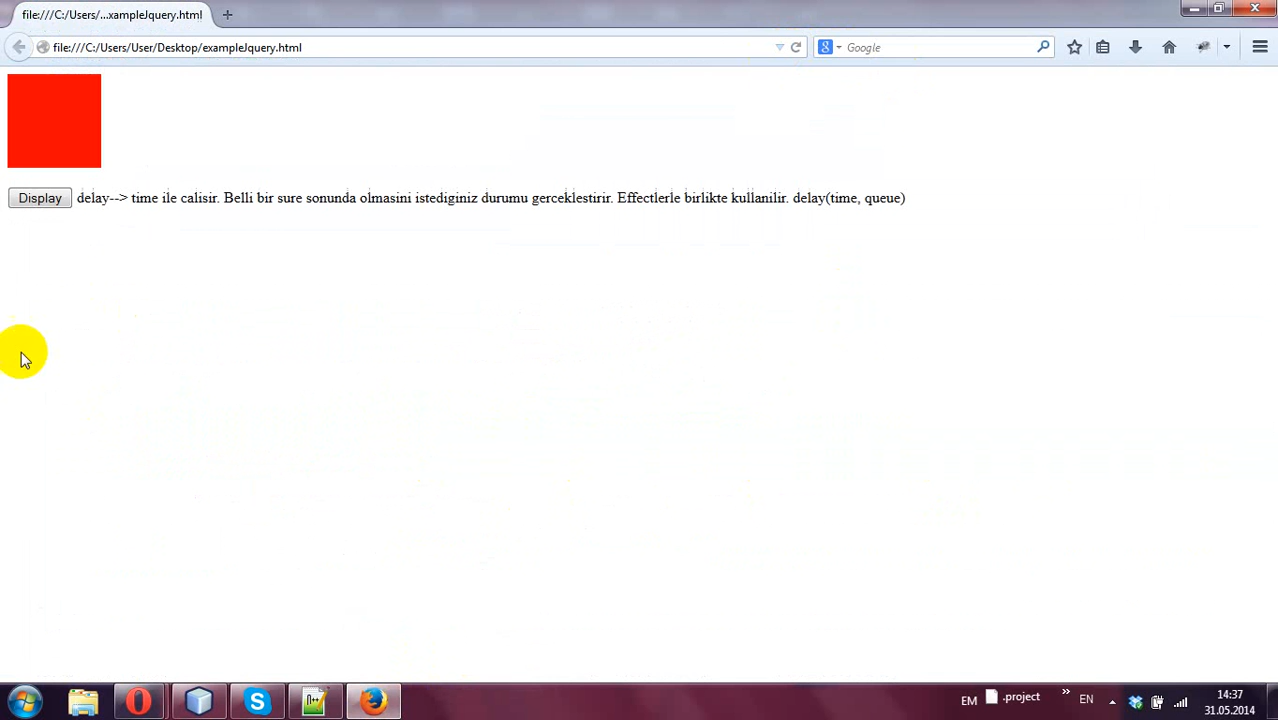 file:///C:/Users/...xampleJquery.html
file:///C:/Users/User/Desktop/exampleJquery.html
Google
Display delay--> time ile calisir. Belli bir sure sonunda olmasini istediginiz durumu gerceklestirir. Effectlerle birlikte kullanilir. delay(time, queue)
EM .project » EN 14:37
31.05.2014